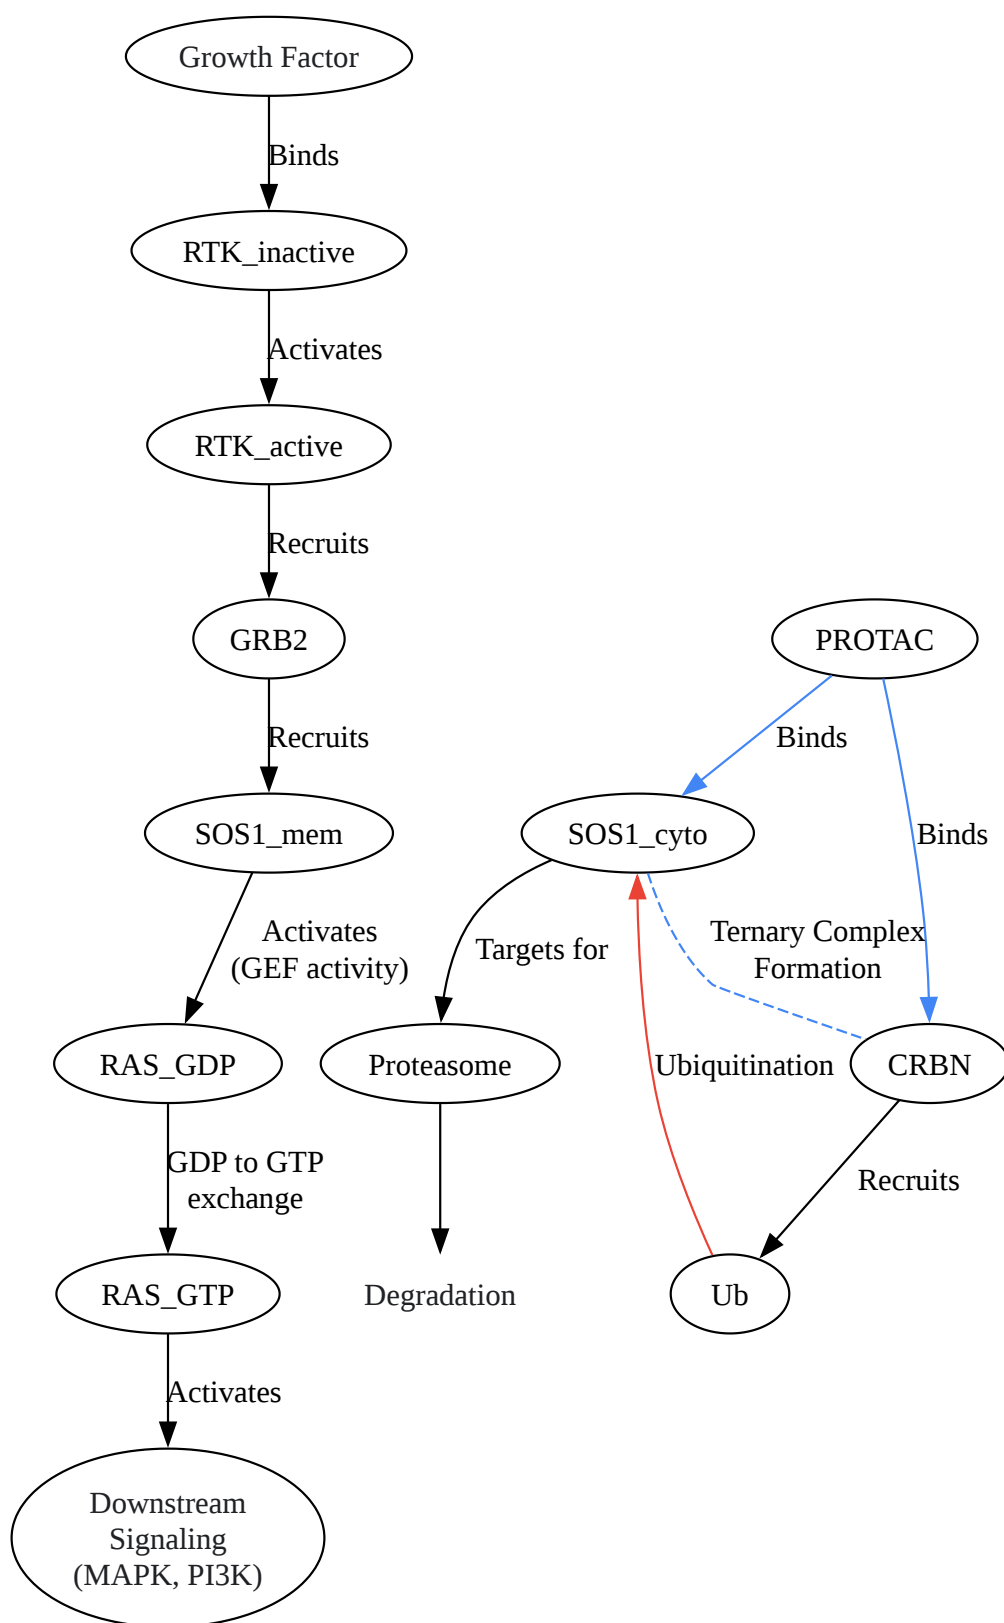 Growth Factor
Binds
RTK_inactive
Activates
RTK_active
Recruits
GRB2
PROTAC
Recruits
Binds
SOS1_mem
SOS1_cyto
Binds
Activates
(GEF activity)
Targets for
Ternary Complex
Formation
RAS_GDP
Proteasome
Ubiquitination
CRBN
GDP to GTP
exchange
Recruits
RAS_GTP
Degradation
Ub
Activates
Downstream
Signaling
(MAPK, PI3K)